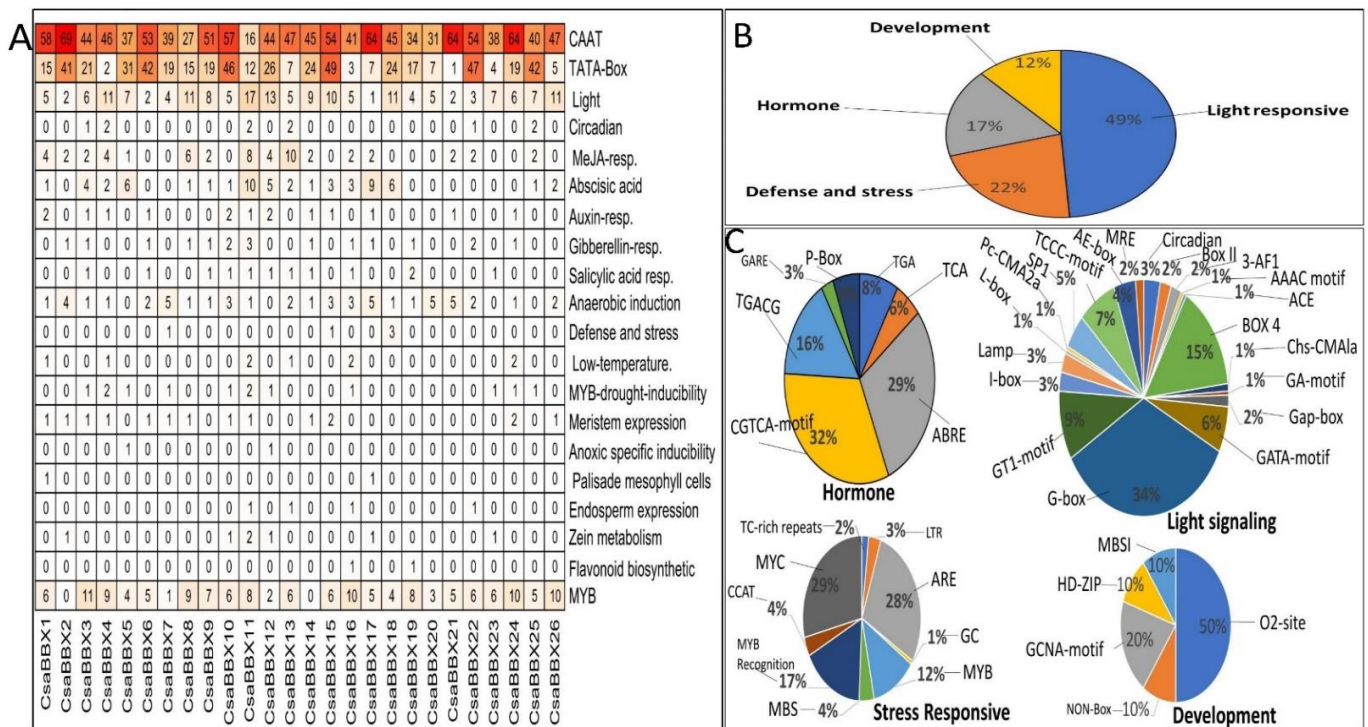 A
58 69 44 46 37 53 39 27 51 57 16 44 47 45 54 41 64 45 34 31 64 54 38 64 40 47 CAAT
15 41 21 2 31 42 19 15 19 46 12 26 7 24 49 3 7 24 17 7 1 47 4 19 42 5 TATA-Box
5 2 6 11 7 2 4 11 8 5 17 13 5 9 10 5 1 11 4 5 2 3 7 6 7 11 Light
0 0 1 2 0 0 0 0 0 0 2 0 2 0 0 0 0 0 0 0 0 1 0 0 2 0 Circadian
4 2 2 4 1 0 0 6 2 0 8 4 10 2 0 2 2 0 0 0 2 2 0 0 2 0 MeJA-resp.
1 0 4 2 6 0 0 1 1 1 10 5 2 1 3 3 9 6 0 0 0 0 0 0 1 2 Abscisic acid
2 0 1 1 0 1 0 0 0 2 1 2 0 1 1 0 1 0 0 0 1 0 0 1 0 0 Auxin-resp.
0 1 1 0 0 1 0 1 1 2 3 0 0 1 0 1 1 0 1 0 0 2 0 1 0 0 Gibberellin-resp.
0 0 1 0 0 1 0 0 1 1 1 1 1 1 0 1 0 0 2 0 0 1 0 1 0 0 Salicylic acid resp.
1 4 1 1 0 2 5 1 1 3 1 0 2 1 3 3 5 1 1 5 5 2 1 1 0 2 Anaerobic induction
0 0 0 0 0 0 1 0 0 0 0 0 0 0 1 0 0 3 0 0 0 0 0 0 0 0 Defense and stress
1 0 0 1 0 0 0 0 0 0 2 0 1 0 0 2 0 0 0 0 0 1 0 0 0 0 Low-temperature.
0 0 1 2 1 0 1 0 0 1 2 1 0 0 0 0 0 0 1 0 0 0 1 1 1 0 MYB-drought-inducibility
1 1 1 1 0 1 1 1 0 1 1 0 0 1 2 0 0 0 0 0 0 0 0 2 0 1 Meristem expression
0 0 0 0 1 0 0 0 0 0 0 1 0 0 0 0 0 0 0 0 0 0 0 0 0 0 Anoxic specific inducibility
1 0 0 0 0 0 0 0 0 0 0 0 0 0 0 0 1 0 0 0 0 0 0 0 0 0 Palisade mesophyll cells
0 0 0 0 0 0 0 0 0 0 1 0 1 0 0 1 0 0 0 0 0 1 0 0 0 0 Endosperm expression
0 1 0 0 0 0 0 0 0 1 2 1 0 0 0 0 1 0 0 0 0 0 1 0 0 0 Zein metabolism
0 0 0 0 0 0 0 0 0 0 0 0 0 0 0 1 0 0 1 0 0 0 0 0 0 0 Flavonoid biosynthetic
6 0 11 9 4 5 1 9 7 6 8 2 6 0 6 10 4 3 8 3 5 6 4 10 5 10 MYB
CsaBBX1
CsaBBX2
CsaBBX3
CsaBBX4
CsaBBX5
CsaBBX6
CsaBBX7
CsaBBX8
CsaBBX9
CsaBBX10
CsaBBX11
CsaBBX12
CsaBBX13
CsaBBX14
CsaBBX15
CsaBBX16
CsaBBX17
CsaBBX18
CsaBBX19
CsaBBX20
CsaBBX21
CsaBBX22
CsaBBX23
CsaBBX24
CsaBBX25
CsaBBX26
B
Development
12%
Hormone
17%
Light responsive
49%
Defense and stress
22%
C
P-Box
GARE
3%
TGA
8%
TCA
6%
TGACG
16%
ABRE
29%
CGTCA-motif
32%
Hormone
MRE
2%
AE-box
4%
TCCC-motif
7%
SP1
5%
Pc-CMA2a
1%
L-box
1%
Lamp
3%
I-box
3%
GT1-motif
9%
G-box
34%
Circadian
3%
Box II
2%
3-AF1
2%
AAAC motif
1%
ACE
1%
BOX 4
15%
Chs-CMAla
1%
GA-motif
1%
Gap-box
2%
GATA-motif
6%
Light signaling
TC-rich repeats
2%
3%
LTR
MYC
29%
ARE
28%
CCAT
4%
GC
1%
MYB
Recognition
17%
MYB
12%
MBS
4%
Stress Responsive
MBSI
10%
HD-ZIP
10%
GCNA-motif
20%
NON-Box
10%
O2-site
50%
Development